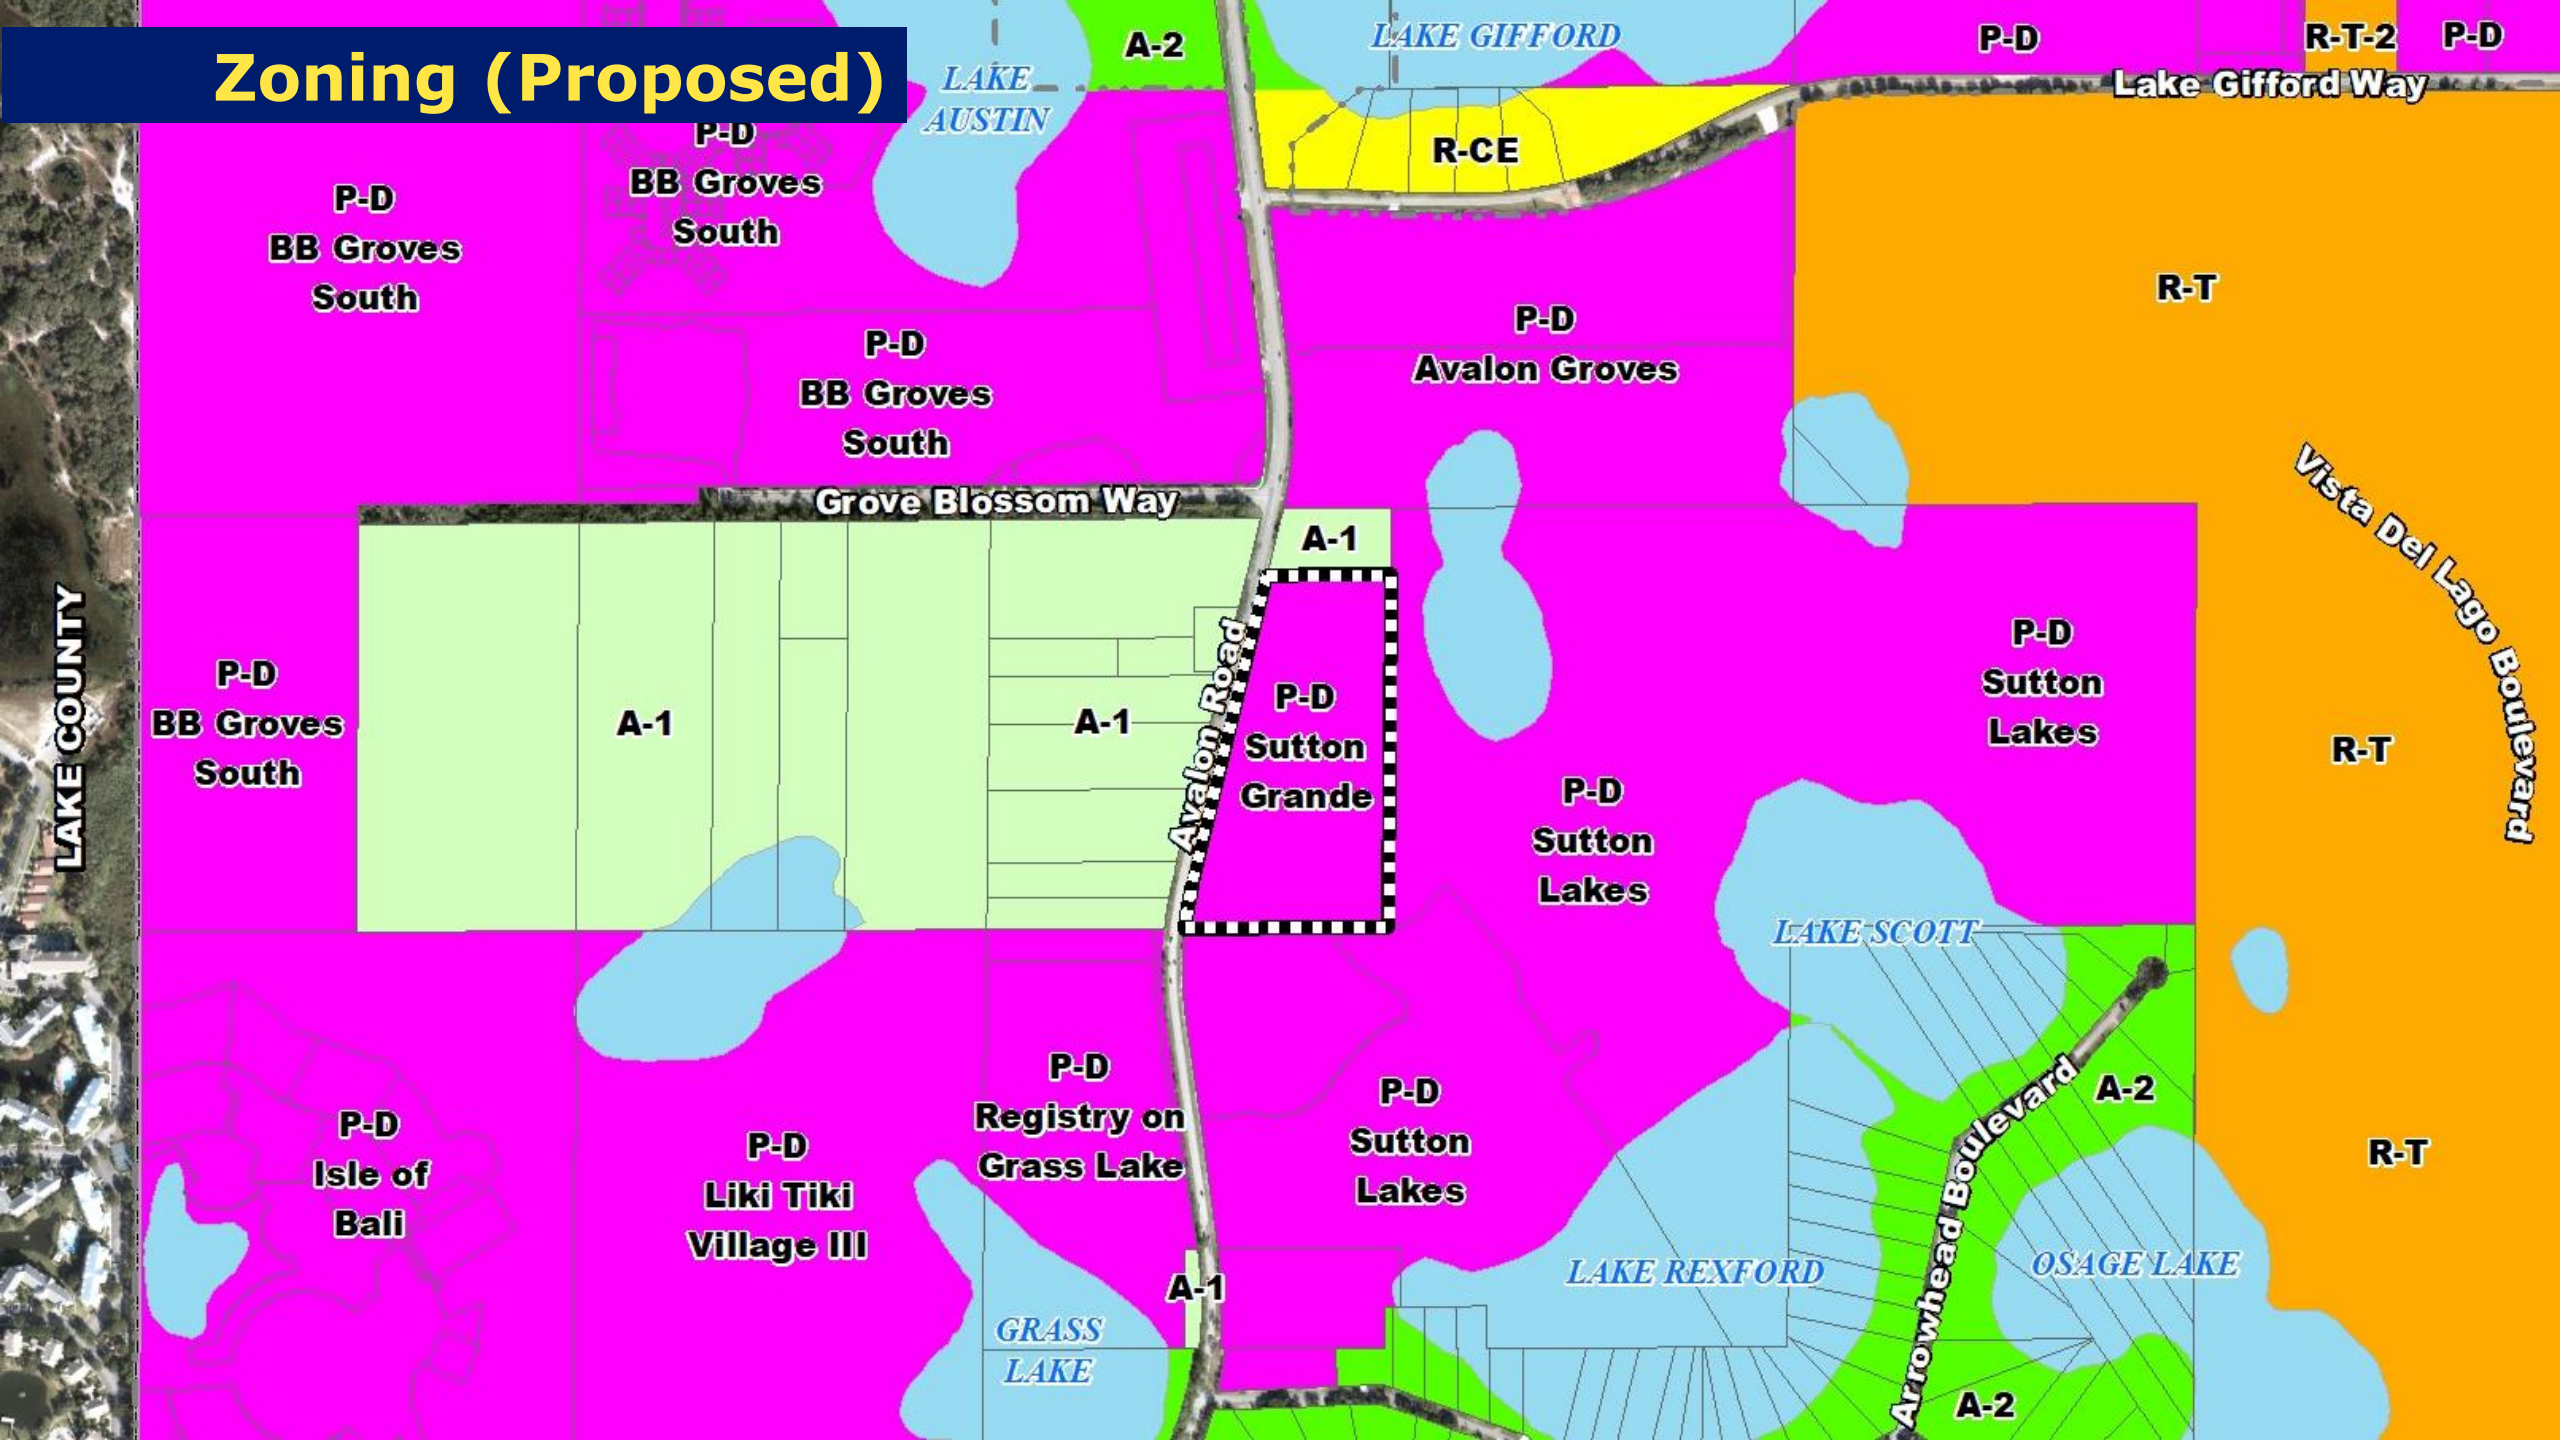 Zoning (Proposed)
A-2
LAKE GIFFORD
P-D
R-T-2
P-D
Lake Gifford Way
LAKE
AUSTIN
P-D
BB Groves
South
P-D
BB Groves
South
R-CE
R-T
P-D
BB Groves
South
P-D
Avalon Groves
Grove Blossom Way
A-1
Vista Del Lago Boulevard
LAKE COUNTY
P-D
BB Groves
South
A-1
A-1
Avalon Road
P-D
Sutton
Grande
P-D
Sutton
Lakes
P-D
Sutton
Lakes
R-T
LAKE SCOTT
P-D
Isle of
Bali
P-D
Liki Tiki
Village III
P-D
Registry on
Grass Lake
P-D
Sutton
Lakes
A-2
R-T
Arrowhead Boulevard
A-1
LAKE REXFORD
OSAGE LAKE
GRASS
LAKE
A-2